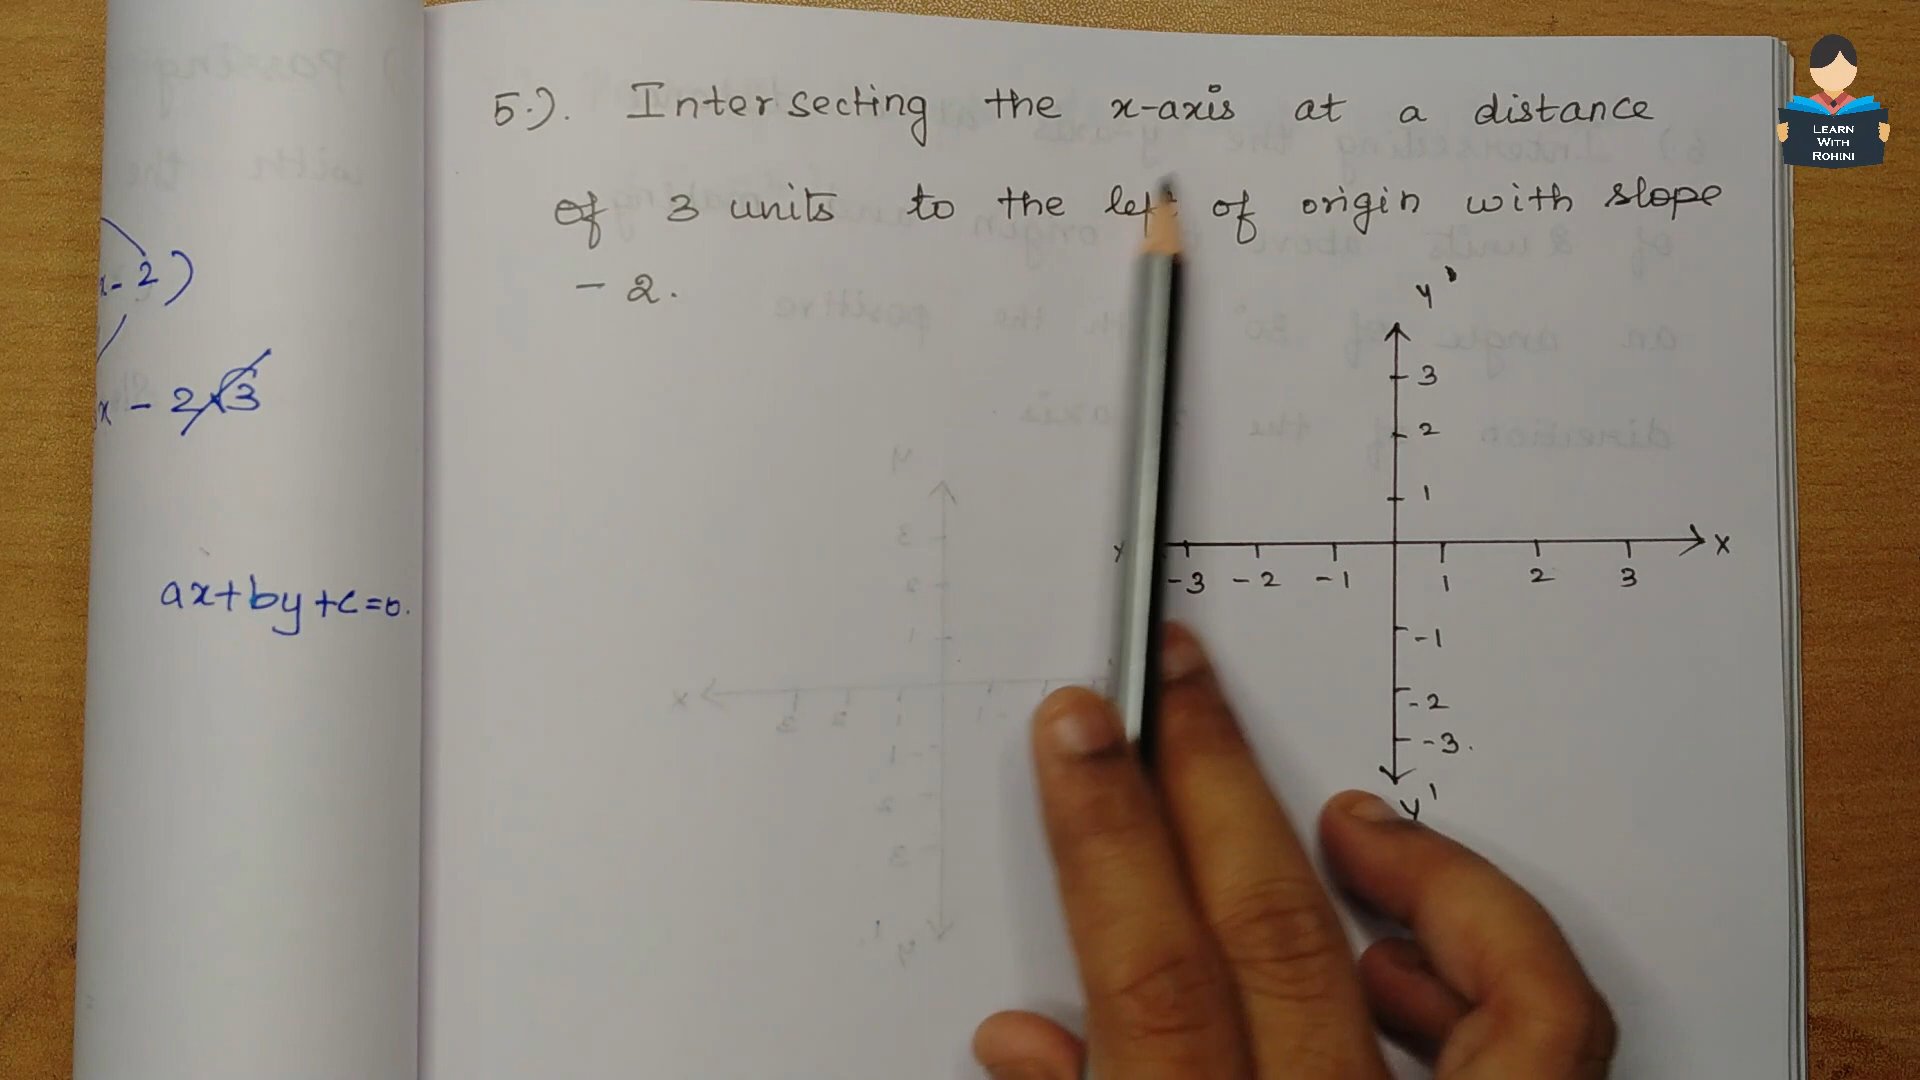 5.). Intersecting the x-axis at a distance
of 3 units to the left of origin with slope
- 2.
x- 2)
x - 2√3
ax+by+c=0.
y
3
2
1
x
-3 -2 -1 1 2 3
-1
-2
-3.
y'
LEARN
WITH
ROHINI